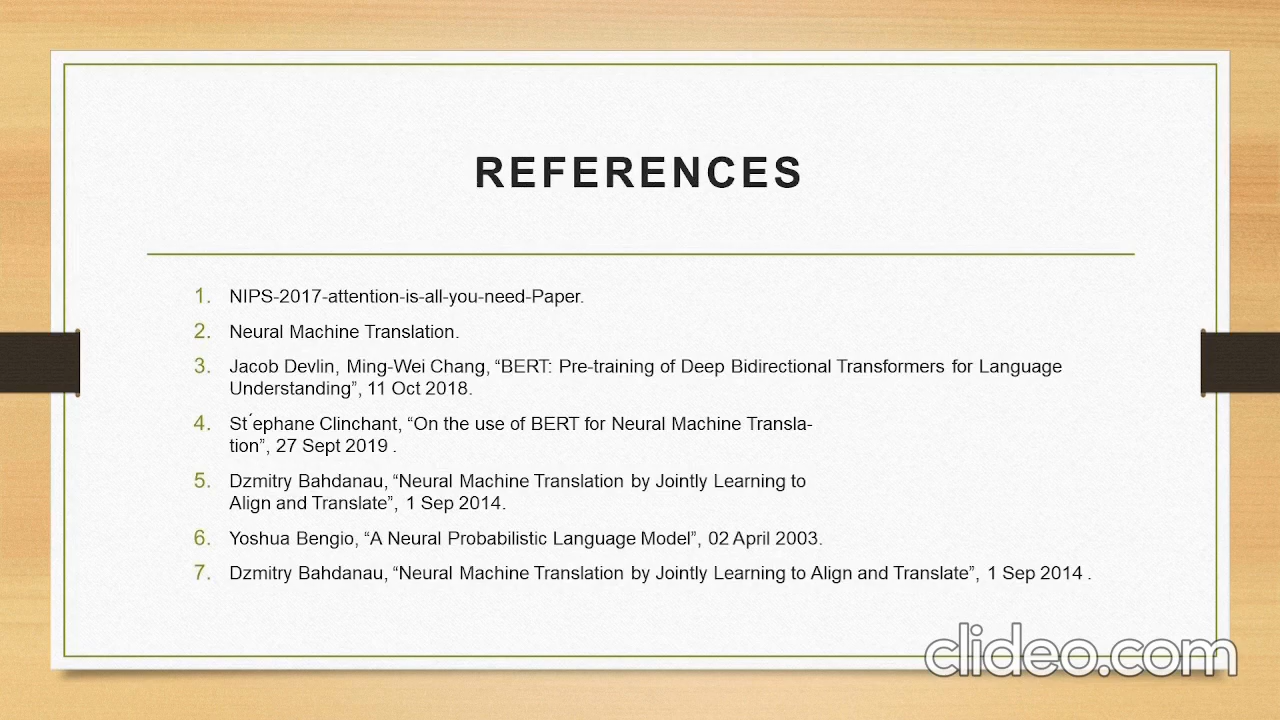 REFERENCES
1. NIPS-2017-attention-is-all-you-need-Paper.
2. Neural Machine Translation.
3. Jacob Devlin, Ming-Wei Chang, “BERT: Pre-training of Deep Bidirectional Transformers for Language
Understanding”, 11 Oct 2018.
4. St ́ephane Clinchant, “On the use of BERT for Neural Machine Transla-
tion”, 27 Sept 2019 .
5. Dzmitry Bahdanau, “Neural Machine Translation by Jointly Learning to
Align and Translate”, 1 Sep 2014.
6. Yoshua Bengio, “A Neural Probabilistic Language Model”, 02 April 2003.
7. Dzmitry Bahdanau, “Neural Machine Translation by Jointly Learning to Align and Translate”, 1 Sep 2014 .
clideo.com